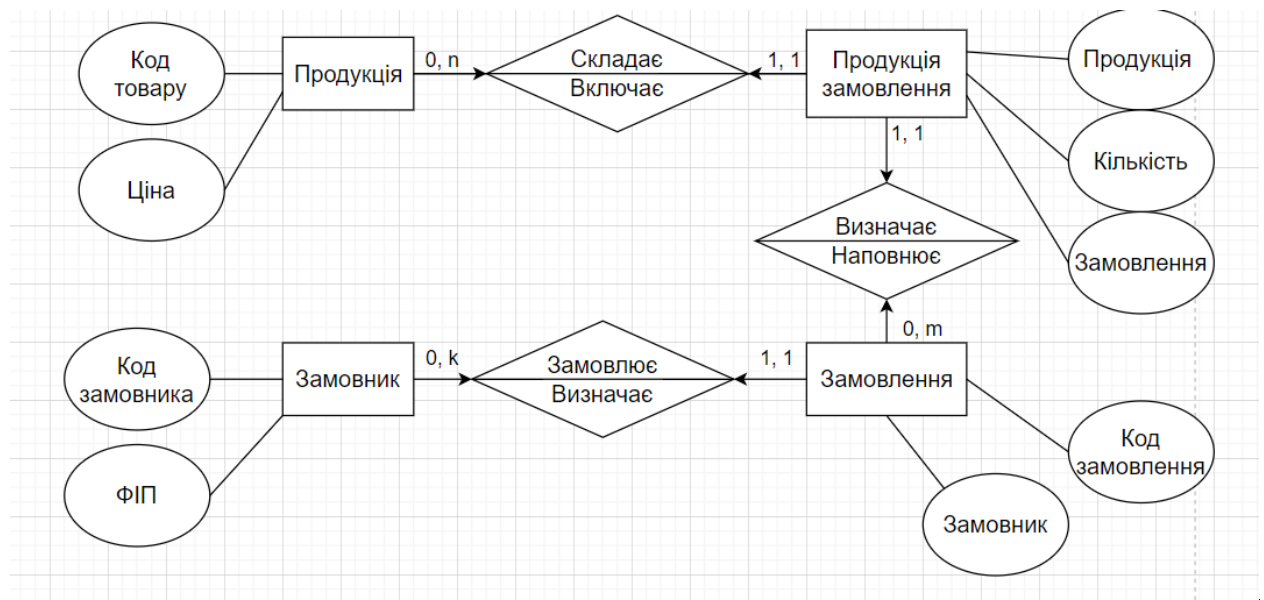 Код
товару
Ціна
Продукція
0, n
Складає
Включає
1, 1
Продукція
замовлення
Продукція
Кількість
Замовлення
1, 1
Визначає
Наповнює
0, m
Код
замовника
ФІП
Замовник
0, k
Замовлює
Визначає
1, 1
Замовлення
Код
замовлення
Замовник